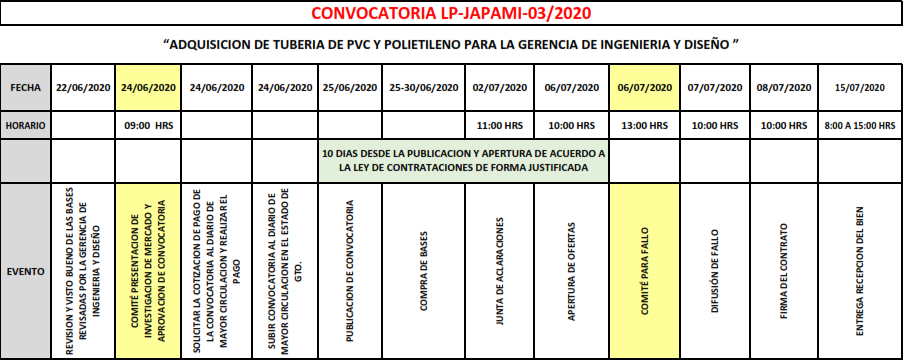 CONVOCATORIA LP-JAPAMI-03/2020
“ADQUISICION DE TUBERIA DE PVC Y POLIETILENO PARA LA GERENCIA DE INGENIERIA Y DISEÑO ”
FECHA 22/06/2020 24/06/2020 24/06/2020 24/06/2020 25/06/2020 25-30/06/2020 02/07/2020 06/07/2020 06/07/2020 07/07/2020 08/07/2020 15/07/2020
HORARIO 09:00 HRS 11:00 HRS 10:00 HRS 13:00 HRS 10:00 HRS 10:00 HRS 8:00 A 15:00 HRS
10 DIAS DESDE LA PUBLICACION Y APERTURA DE ACUERDO A
LA LEY DE CONTRATACIONES DE FORMA JUSTIFICADA
EVENTO
REVISION Y VISTO BUENO DE LAS BASES
REVISADAS POR LA GERENCIA DE
INGENIERIA Y DISEÑO
COMITÉ PRESENTACION DE
INVESTIGACION DE MERCADO Y
APROVACION DE CONVOCATORIA
SOLICITAR LA COTIZACION DE PAGO DE
LA CONVOCATORIA AL DIARIO DE
MAYOR CIRCULACION Y REALIZAR EL
PAGO
SUBIR CONVOCATORIA AL DIARIO DE
MAYOR CIRCULACION EN EL ESTADO DE
GTO.
PUBLICACION DE CONVOCATORIA
COMPRA DE BASES
JUNTA DE ACLARACIONES
APERTURA DE OFERTAS
COMITÉ PARA FALLO
DIFUSIÓN DE FALLO
FIRMA DEL CONTRATO
ENTREGA RECEPCION DEL BIEN